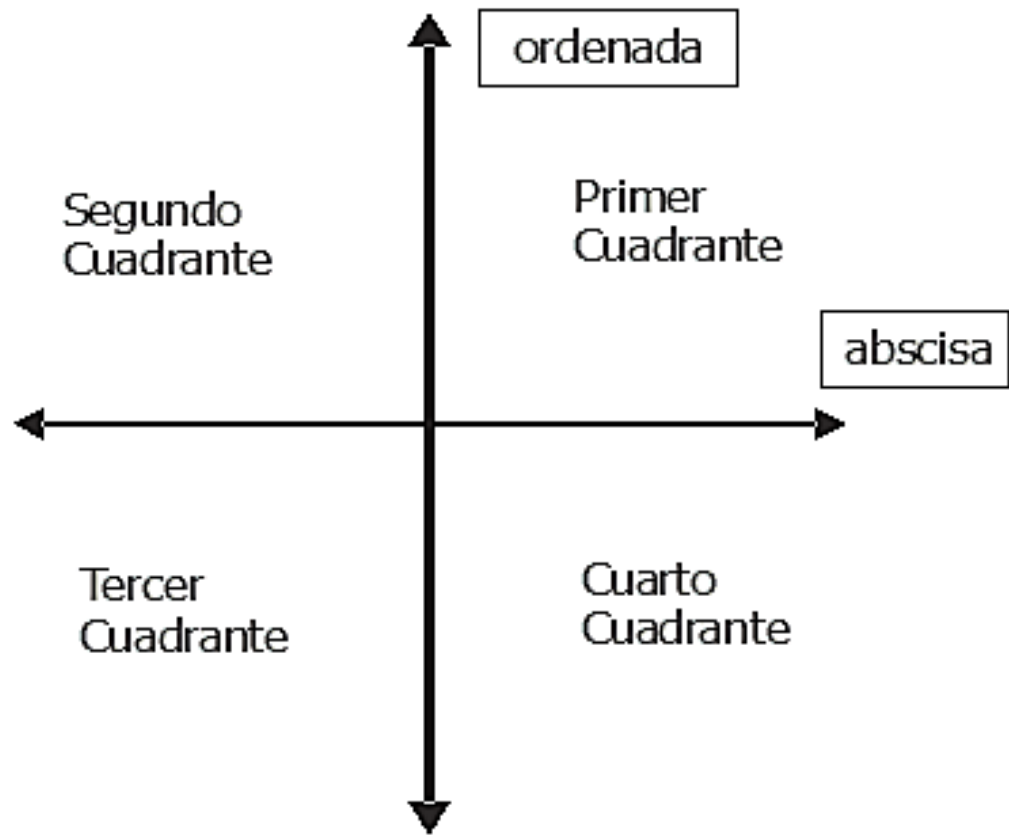 ordenada
Segundo
Cuadrante
Primer
Cuadrante
abscisa
Tercer
Cuadrante
Cuarto
Cuadrante